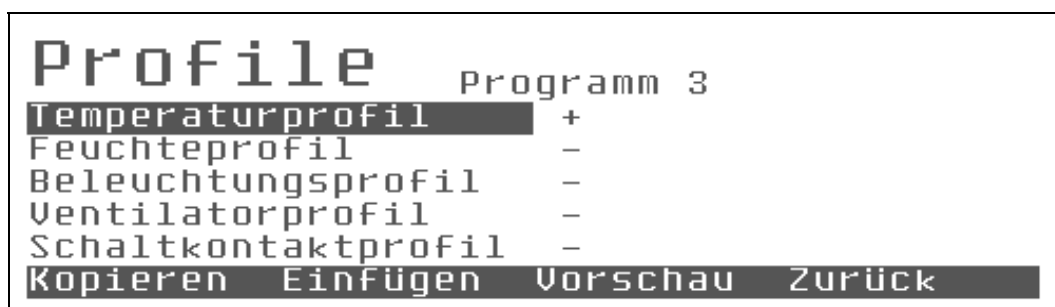 Profile Programm 3
Temperaturprofil +
Feuchteprofil -
Beleuchtungsprofil -
Ventilatorprofil -
Schaltkontaktprofil -
Kopieren Einfügen Vorschau Zurück